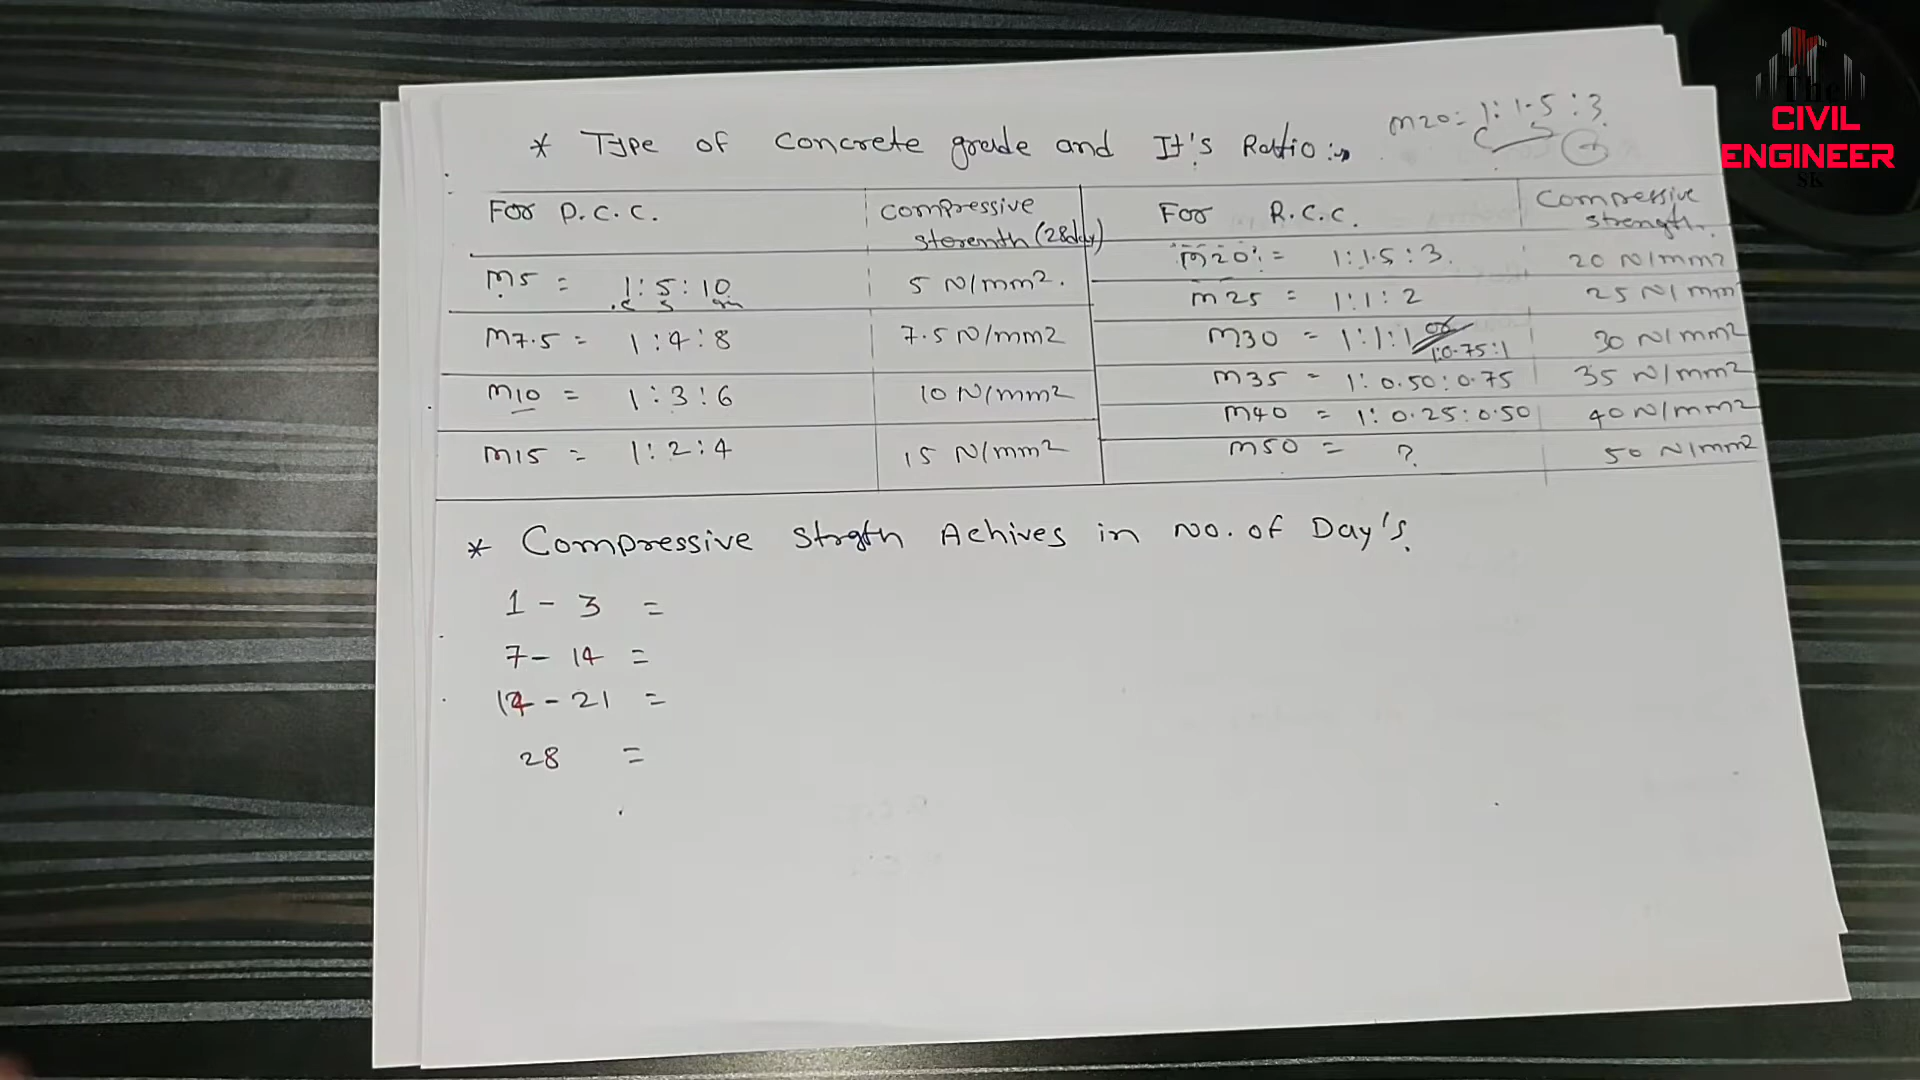 * Type of Concrete grade and It's Ratio:→
M20= 1:1.5:3
C S
The
CIVIL
ENGINEER
SK
For P.C.C.
Compressive
storenth (28day)
M5 = 1:5:10
C S
5 N/mm2.
M7.5 = 1:4:8
7.5 N/mm2
M10 = 1:3:6
10 N/mm2
M15 = 1:2:4
15 N/mm2
For R.C.C.
Compressive
strength.
M20 = 1:1.5:3.
20 N/mm2
m25 = 1:1:2
25 N/mm
m30 = 1:1:1 or
1:0.75:1
30 N/mm2
m35 = 1:0.50:0.75
35 N/mm2
m40 = 1:0.25:0.50
40 N/mm2
m50 = ?
50 N/mm2
* Compressive Strgth Achives in No. of Day's.
1 - 3 =
7 - 14 =
14 - 21 =
28 =